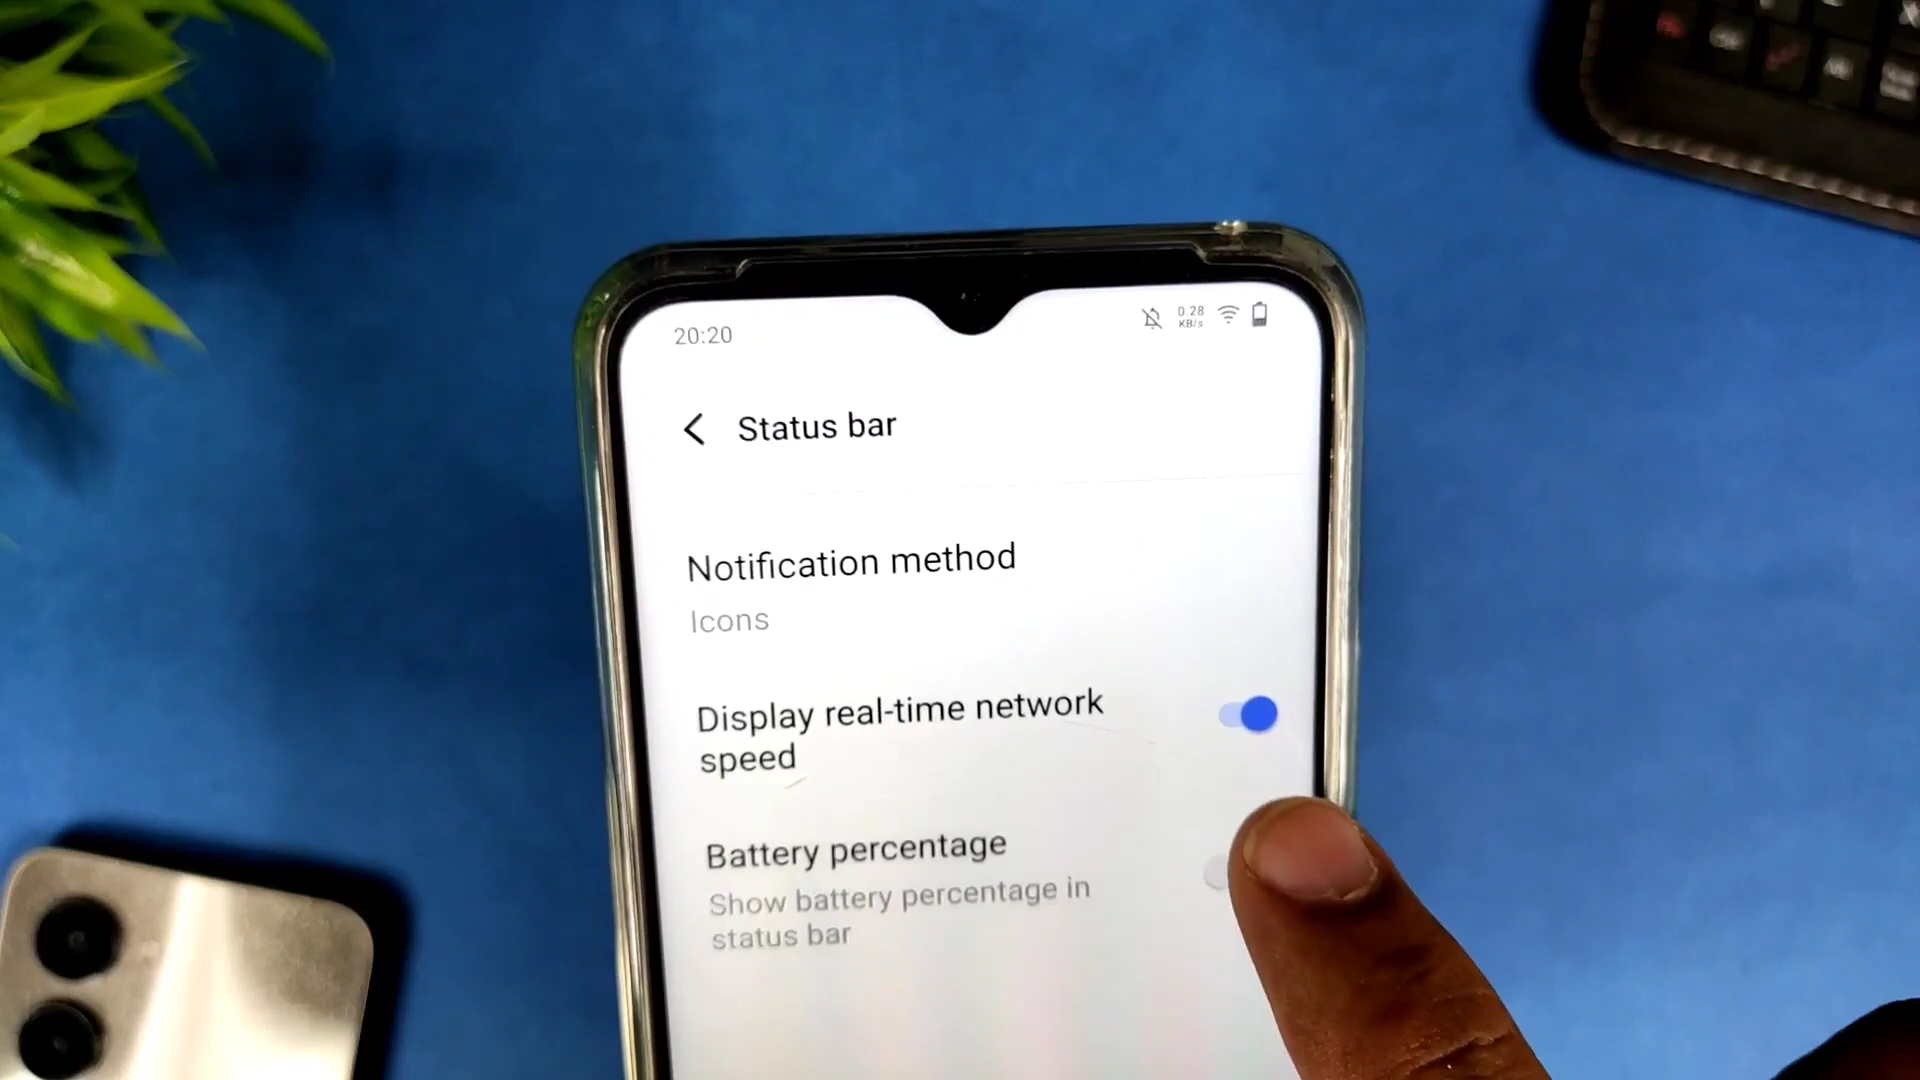 20:20
0.28
KB/s
Status bar
Notification method
Icons
Display real-time network
speed
Battery percentage
Show battery percentage in
status bar